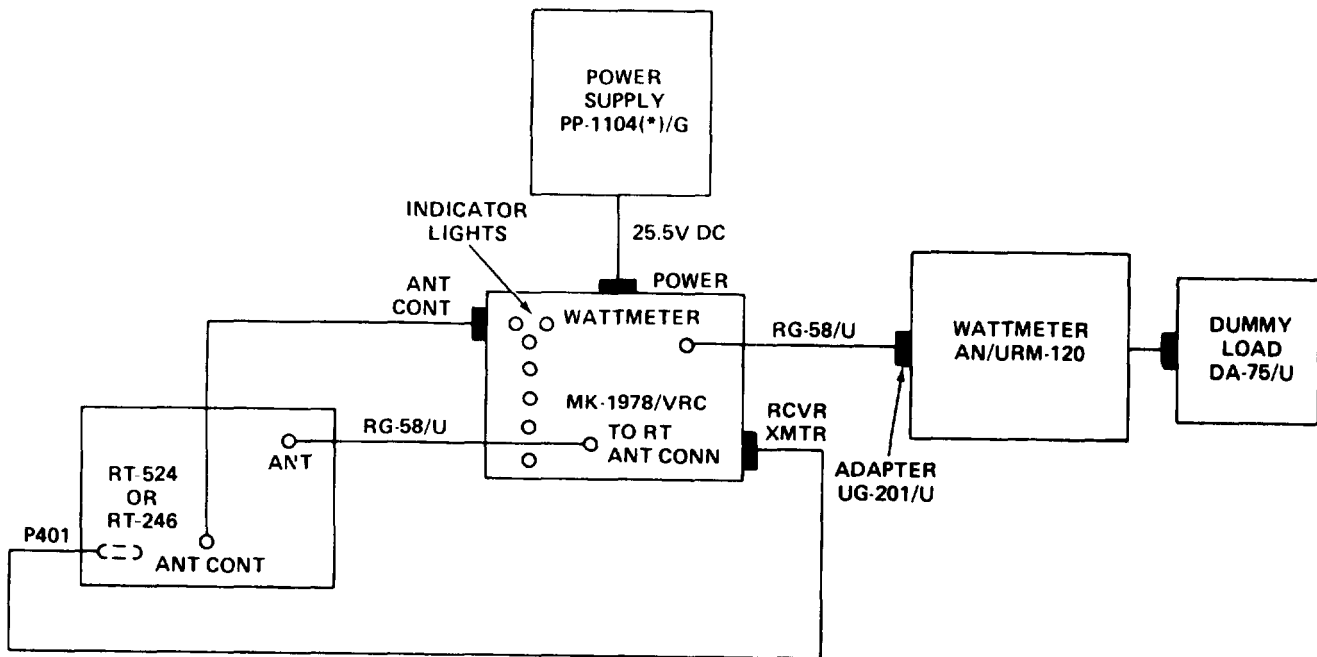 POWER
SUPPLY
PP-1104(*)/G
INDICATOR
LIGHTS
25.5V DC
ANT
CONT
POWER
WATTMETER
RG-58/U
WATTMETER
AN/URM-120
DUMMY
LOAD
DA-75/U
MK-1978/VRC
RCVR
XMTR
RG-58/U
TO RT
ANT CONN
ANT
ADAPTER
UG-201/U
RT-524
OR
RT-246
P401
ANT CONT